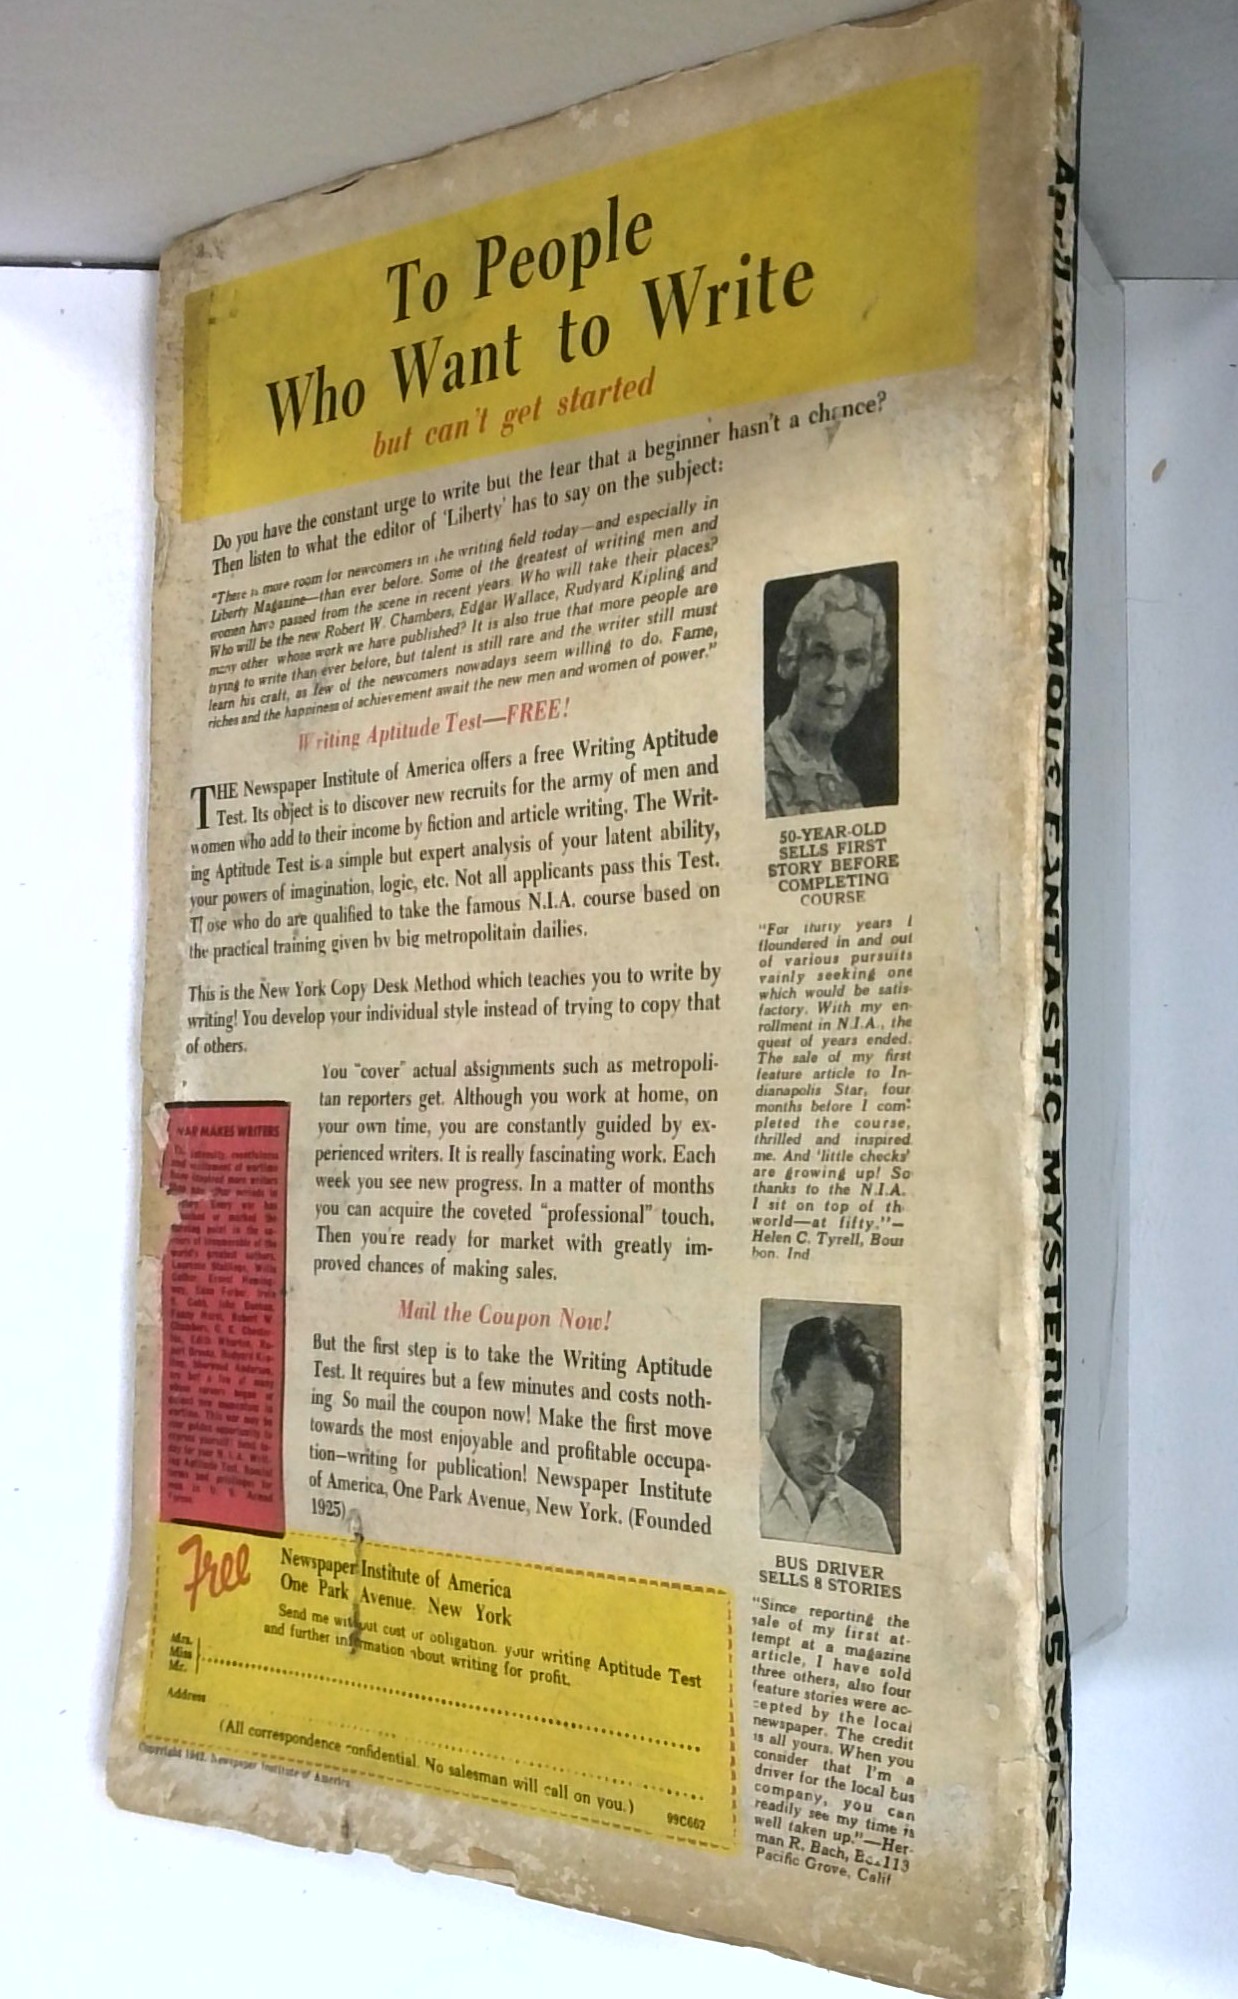 To People
Who Want to Write
but can't get started
Do you have the constant urge to write but the fear that a beginner hasn't a chance?
Then listen to what the editor of 'Liberty' has to say on the subject:
"There is more room for newcomers in the writing field today—and especially in
Liberty Magazine—than ever before. Some of the greatest of writing men and
women have passed from the scene in recent years. Who will take their places?
Who will be the new Robert W. Chambers, Edgar Wallace, Rudyard Kipling and
many other whose work we have published? It is also true that more people are
trying to write than ever before, but talent is still rare and the writer still must
learn his craft, as few of the newcomers nowadays seem willing to do. Fame,
riches and the happiness of achievement await the new men and women of power."
Writing Aptitude Test—FREE!
THE Newspaper Institute of America offers a free Writing Aptitude
Test. Its object is to discover new recruits for the army of men and
women who add to their income by fiction and article writing. The Writ-
ing Aptitude Test is a simple but expert analysis of your latent ability,
your powers of imagination, logic, etc. Not all applicants pass this Test.
Those who do are qualified to take the famous N.I.A. course based on
the practical training given by big metropolitain dailies.
This is the New York Copy Desk Method which teaches you to write by
writing! You develop your individual style instead of trying to copy that
of others.
You "cover" actual assignments such as metropoli-
tan reporters get. Although you work at home, on
your own time, you are constantly guided by ex-
perienced writers. It is really fascinating work. Each
week you see new progress. In a matter of months
you can acquire the coveted "professional" touch.
Then you're ready for market with greatly im-
proved chances of making sales.
Mail the Coupon Now!
But the first step is to take the Writing Aptitude
Test. It requires but a few minutes and costs noth-
ing. So mail the coupon now! Make the first move
towards the most enjoyable and profitable occupa-
tion—writing for publication! Newspaper Institute
of America, One Park Avenue, New York. (Founded
1925)
WAR MAKES WRITERS
50-YEAR-OLD
SELLS FIRST
STORY BEFORE
COMPLETING
COURSE
"For thirty years I
floundered in and out
of various pursuits
vainly seeking one
which would be satis-
factory. With my en-
rollment in N.I.A., the
quest of years ended.
The sale of my first
feature article to In-
dianapolis Star, four
months before I com-
pleted the course,
thrilled and inspired
me. And 'little checks'
are growing up! So
thanks to the N.I.A.
I sit on top of th
world—at fifty."—
Helen C. Tyrell, Bour
bon, Ind
BUS DRIVER
SELLS 8 STORIES
"Since reporting the
sale of my first at-
tempt at a magazine
article, I have sold
three others, also four
feature stories were ac-
cepted by the local
newspaper. The credit
is all yours. When you
consider that I'm a
driver for the local bus
company, you can
readily see my time is
well taken up."—Her-
man R. Bach, Box 113
Pacific Grove, Calif
Free
Newspaper Institute of America
One Park Avenue, New York
Send me without cost or obligation, your writing Aptitude Test
and further information about writing for profit.
Mrs.
Miss
Mr.
Address
(All correspondence confidential. No salesman will call on you.)
99C662
Copyright 1942, Newspaper Institute of America
April 1942 ★ FAMOUS FANTASTIC MYSTERIES ★ 15 cents